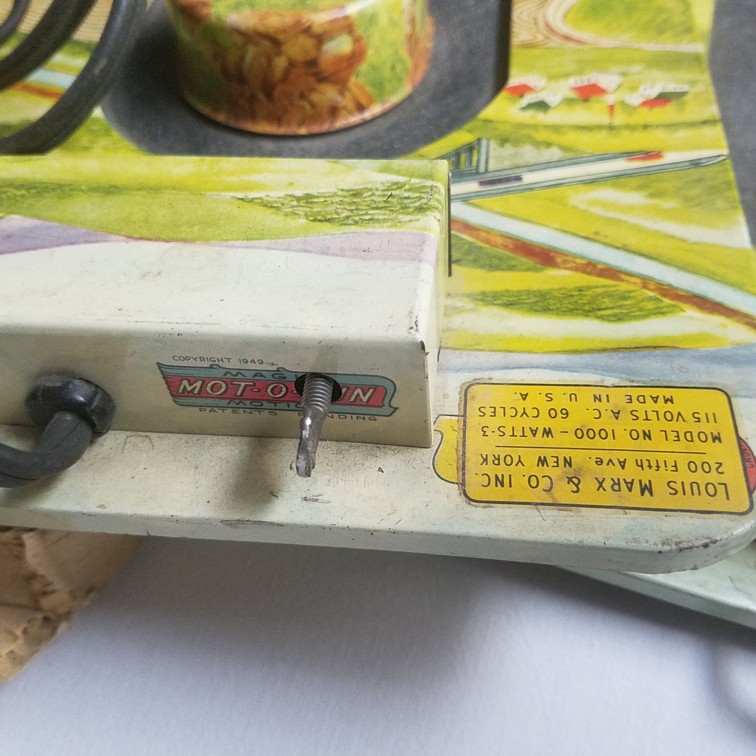 COPYRIGHT 1949
MOT-O-
PATENTS
LOUIS MARX & CO. INC.
200 Fifth Ave. NEW YORK
MODEL NO. 1000 - WATTS-3
115 VOLTS A.C. 60 CYCLES
MADE IN U.S.A.